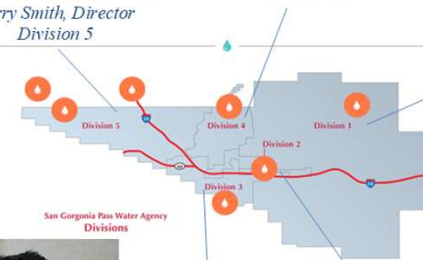 ry Smith, Director
Division 5
Division 5
Division 4
Division 1
Division 2
Division 3
San Gorgonia Pass Water Agency
Divisions